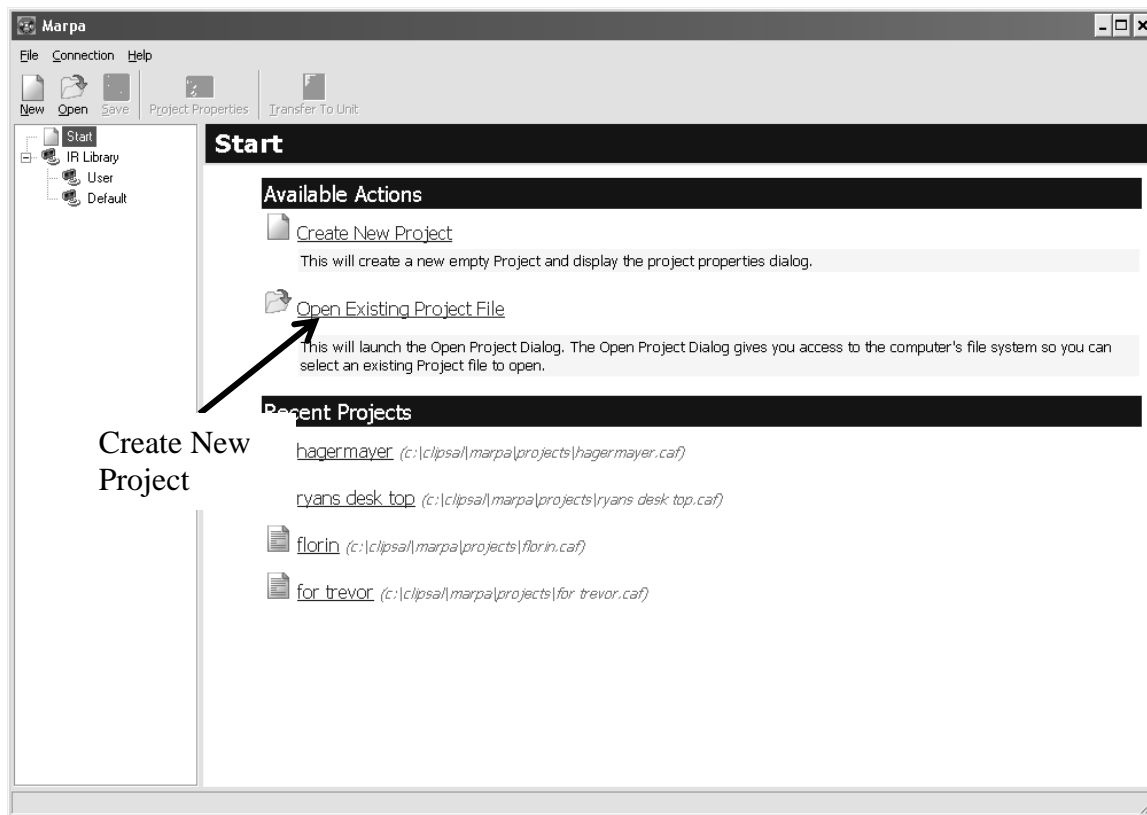 Marpa
File Connection Help
New Open Save Project Properties Transfer To Unit
Start
IR Library
User
Default
Start
Available Actions
Create New Project
This will create a new empty Project and display the project properties dialog.
Open Existing Project File
This will launch the Open Project Dialog. The Open Project Dialog gives you access to the computer's file system so you can
select an existing Project file to open.
Recent Projects
Create New
Project
hagermayer (c:\clipsal\marpa\projects\hagermayer.caf)
ryans desk top (c:\clipsal\marpa\projects\ryans desk top.caf)
florin (c:\clipsal\marpa\projects\florin.caf)
for trevor (c:\clipsal\marpa\projects\for trevor.caf)